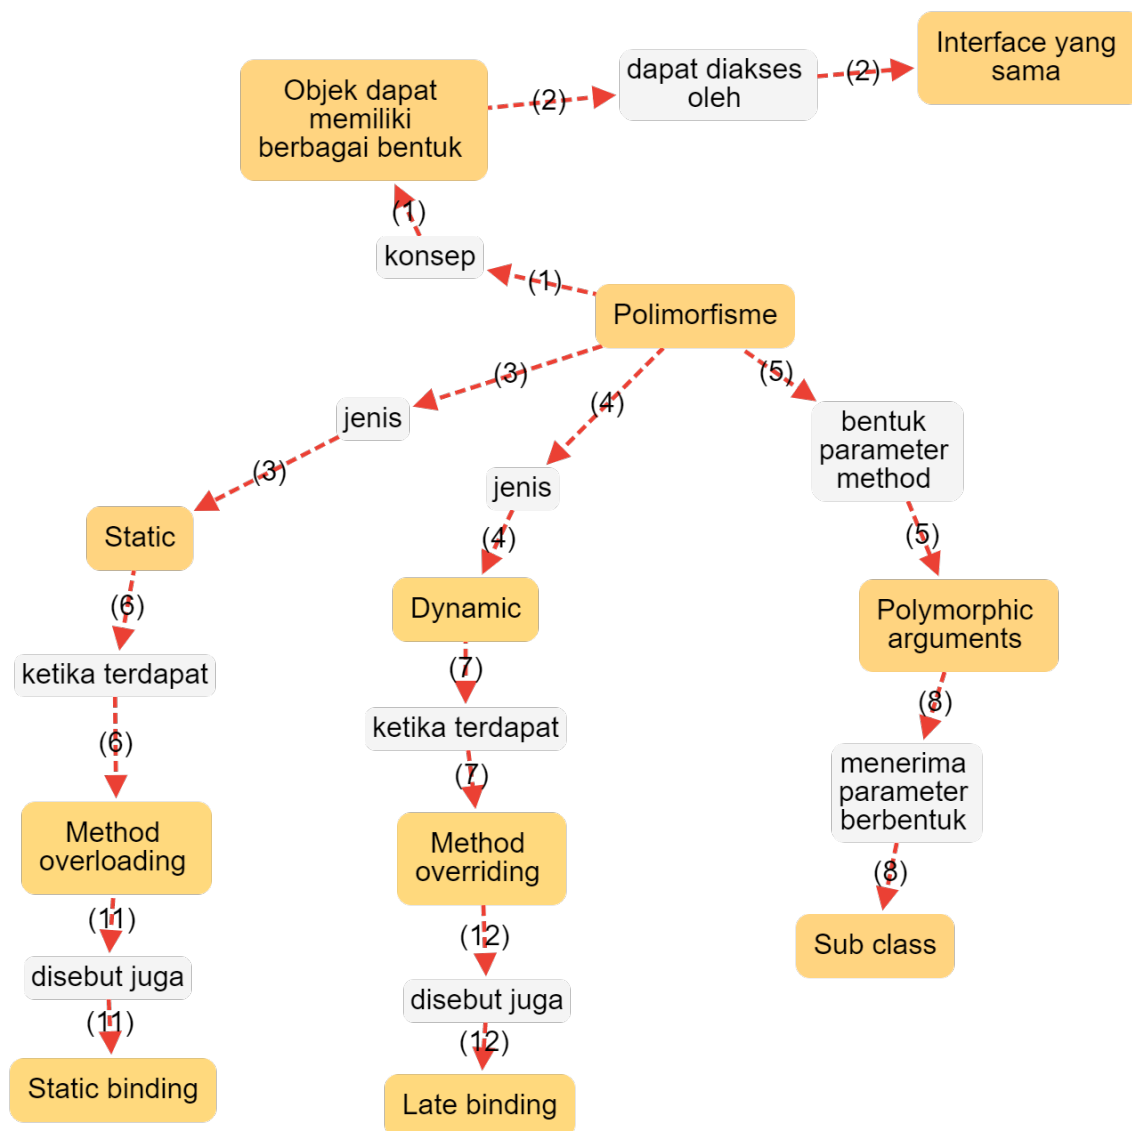 Interface yang
sama
dapat diakses
oleh
(2)
(2)
Objek dapat
memiliki
berbagai bentuk
(1)
konsep
(1)
Polimorfisme
(3)
(4)
(5)
jenis
(3)
jenis
(4)
bentuk
parameter
method
(5)
Static
Dynamic
Polymorphic
arguments
(6)
ketika terdapat
(6)
(7)
ketika terdapat
(7)
(8)
menerima
parameter
berbentuk
(8)
Method
overloading
Method
overriding
Sub class
(11)
disebut juga
(11)
(12)
disebut juga
(12)
Static binding
Late binding